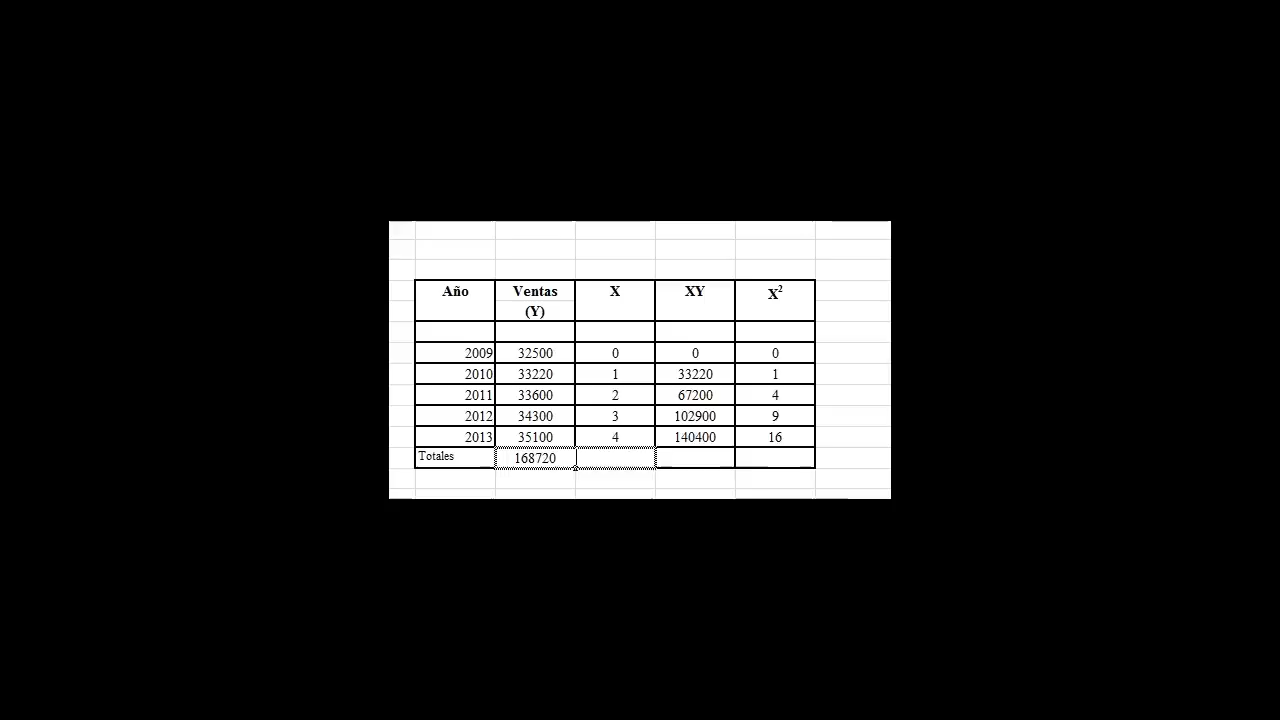 Año Ventas (Y) X XY X²
2009 32500 0 0 0
2010 33220 1 33220 1
2011 33600 2 67200 4
2012 34300 3 102900 9
2013 35100 4 140400 16
Totales 168720